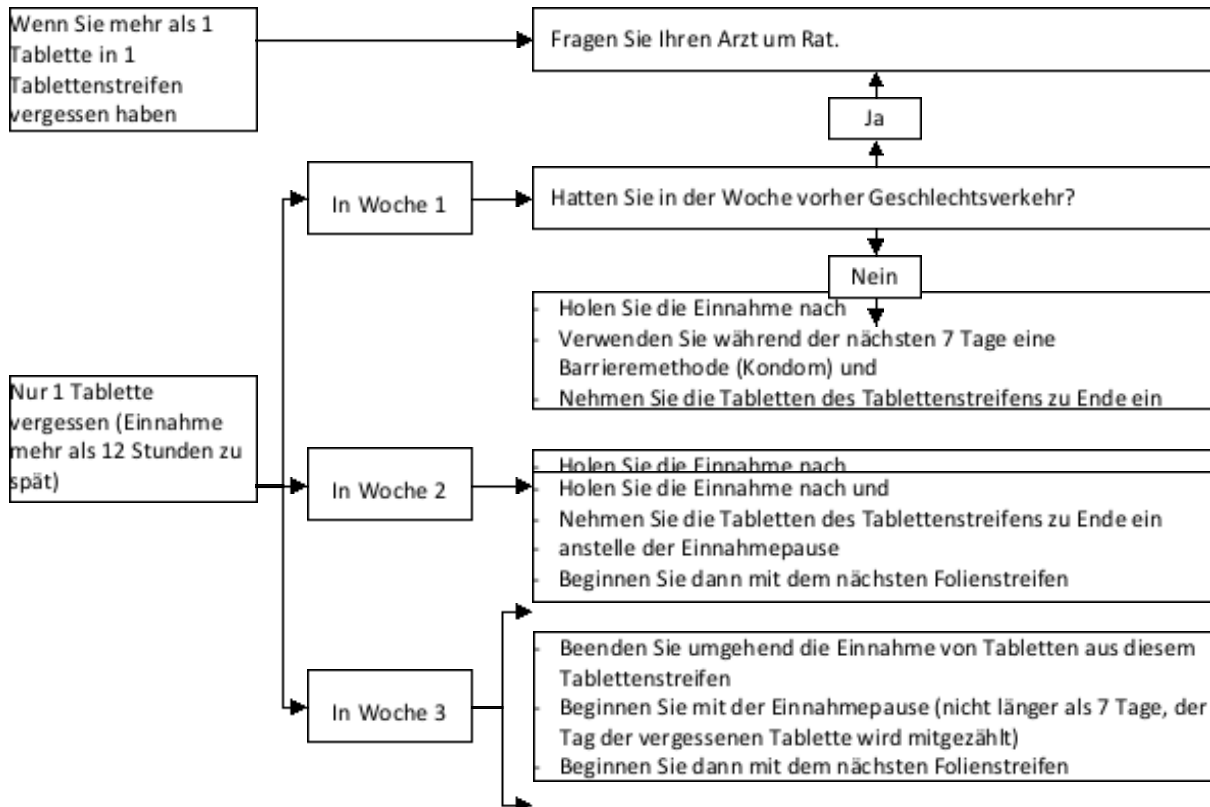 Wenn Sie mehr als 1
Tablette in 1
Tablettenstreifen
vergessen haben
Fragen Sie Ihren Arzt um Rat.
Ja
In Woche 1
Hatten Sie in der Woche vorher Geschlechtsverkehr?
Nein
- Holen Sie die Einnahme nach
- Verwenden Sie während der nächsten 7 Tage eine
Barrieremethode (Kondom) und
- Nehmen Sie die Tabletten des Tablettenstreifens zu Ende ein
Nur 1 Tablette
vergessen (Einnahme
mehr als 12 Stunden zu
spät)
In Woche 2
- Holen Sie die Einnahme nach
- Holen Sie die Einnahme nach und
- Nehmen Sie die Tabletten des Tablettenstreifens zu Ende ein
- anstelle der Einnahmepause
- Beginnen Sie dann mit dem nächsten Folienstreifen
In Woche 3
- Beenden Sie umgehend die Einnahme von Tabletten aus diesem
Tablettenstreifen
- Beginnen Sie mit der Einnahmepause (nicht länger als 7 Tage, der
Tag der vergessenen Tablette wird mitgezählt)
- Beginnen Sie dann mit dem nächsten Folienstreifen